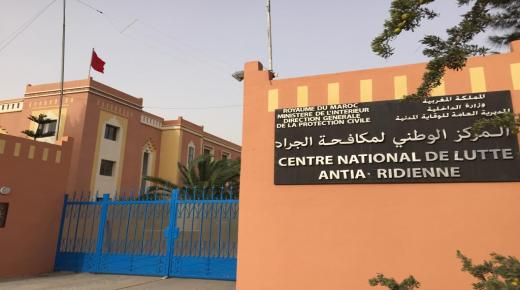 المملكة المغربية
وزارة الداخلية
المديرية العامة للوقاية المدنية
ROYAUME DU MAROC
MINISTERE DE L'INTERIEUR
DIRECTION GENERALE
DE LA PROTECTION CIVILE
المركز الوطني لمكافحة الجراد
CENTRE NATIONAL DE LUTTE
ANTIA· RIDIENNE